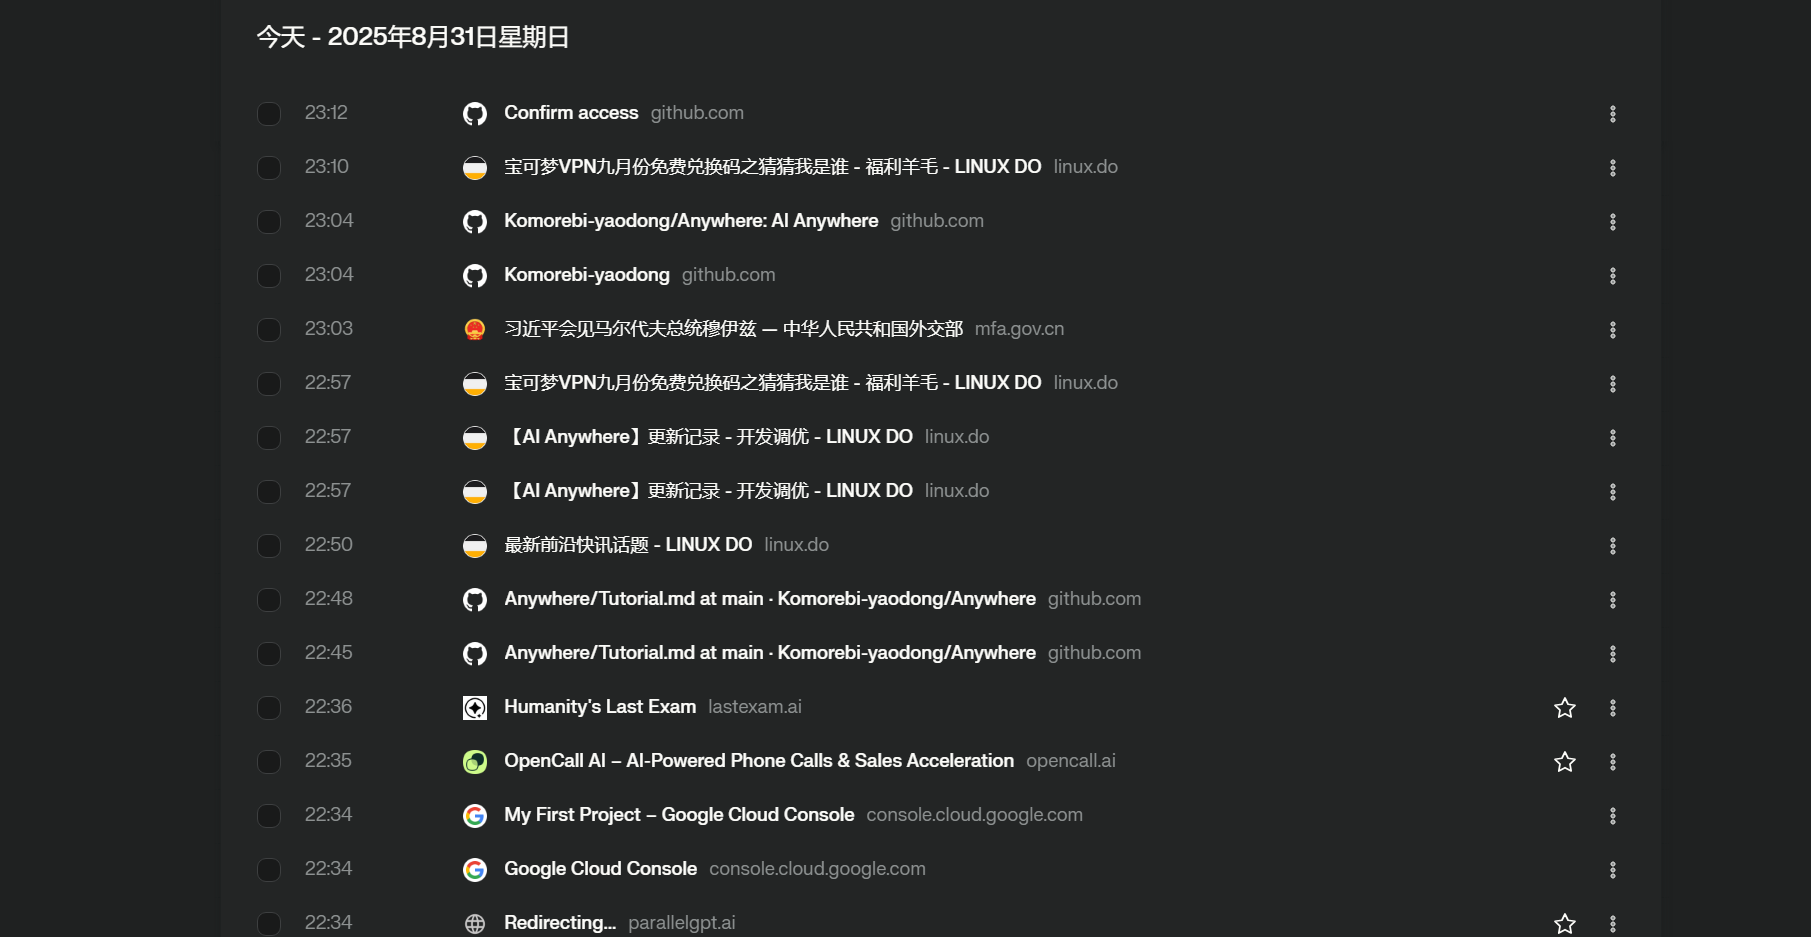 今天 - 2025年8月31日星期日
23:12 Confirm access github.com
23:10 宝可梦VPN九月份免费兑换码之猜猜我是谁 - 福利羊毛 - LINUX DO linux.do
23:04 Komorebi-yaodong/Anywhere: AI Anywhere github.com
23:04 Komorebi-yaodong github.com
23:03 习近平会见马尔代夫总统穆伊兹 — 中华人民共和国外交部 mfa.gov.cn
22:57 宝可梦VPN九月份免费兑换码之猜猜我是谁 - 福利羊毛 - LINUX DO linux.do
22:57 【AI Anywhere】更新记录 - 开发调优 - LINUX DO linux.do
22:57 【AI Anywhere】更新记录 - 开发调优 - LINUX DO linux.do
22:50 最新前沿快讯话题 - LINUX DO linux.do
22:48 Anywhere/Tutorial.md at main · Komorebi-yaodong/Anywhere github.com
22:45 Anywhere/Tutorial.md at main · Komorebi-yaodong/Anywhere github.com
22:36 Humanity's Last Exam lastexam.ai
22:35 OpenCall AI – AI-Powered Phone Calls & Sales Acceleration opencall.ai
22:34 My First Project – Google Cloud Console console.cloud.google.com
22:34 Google Cloud Console console.cloud.google.com
22:34 Redirecting... parallelgpt.ai